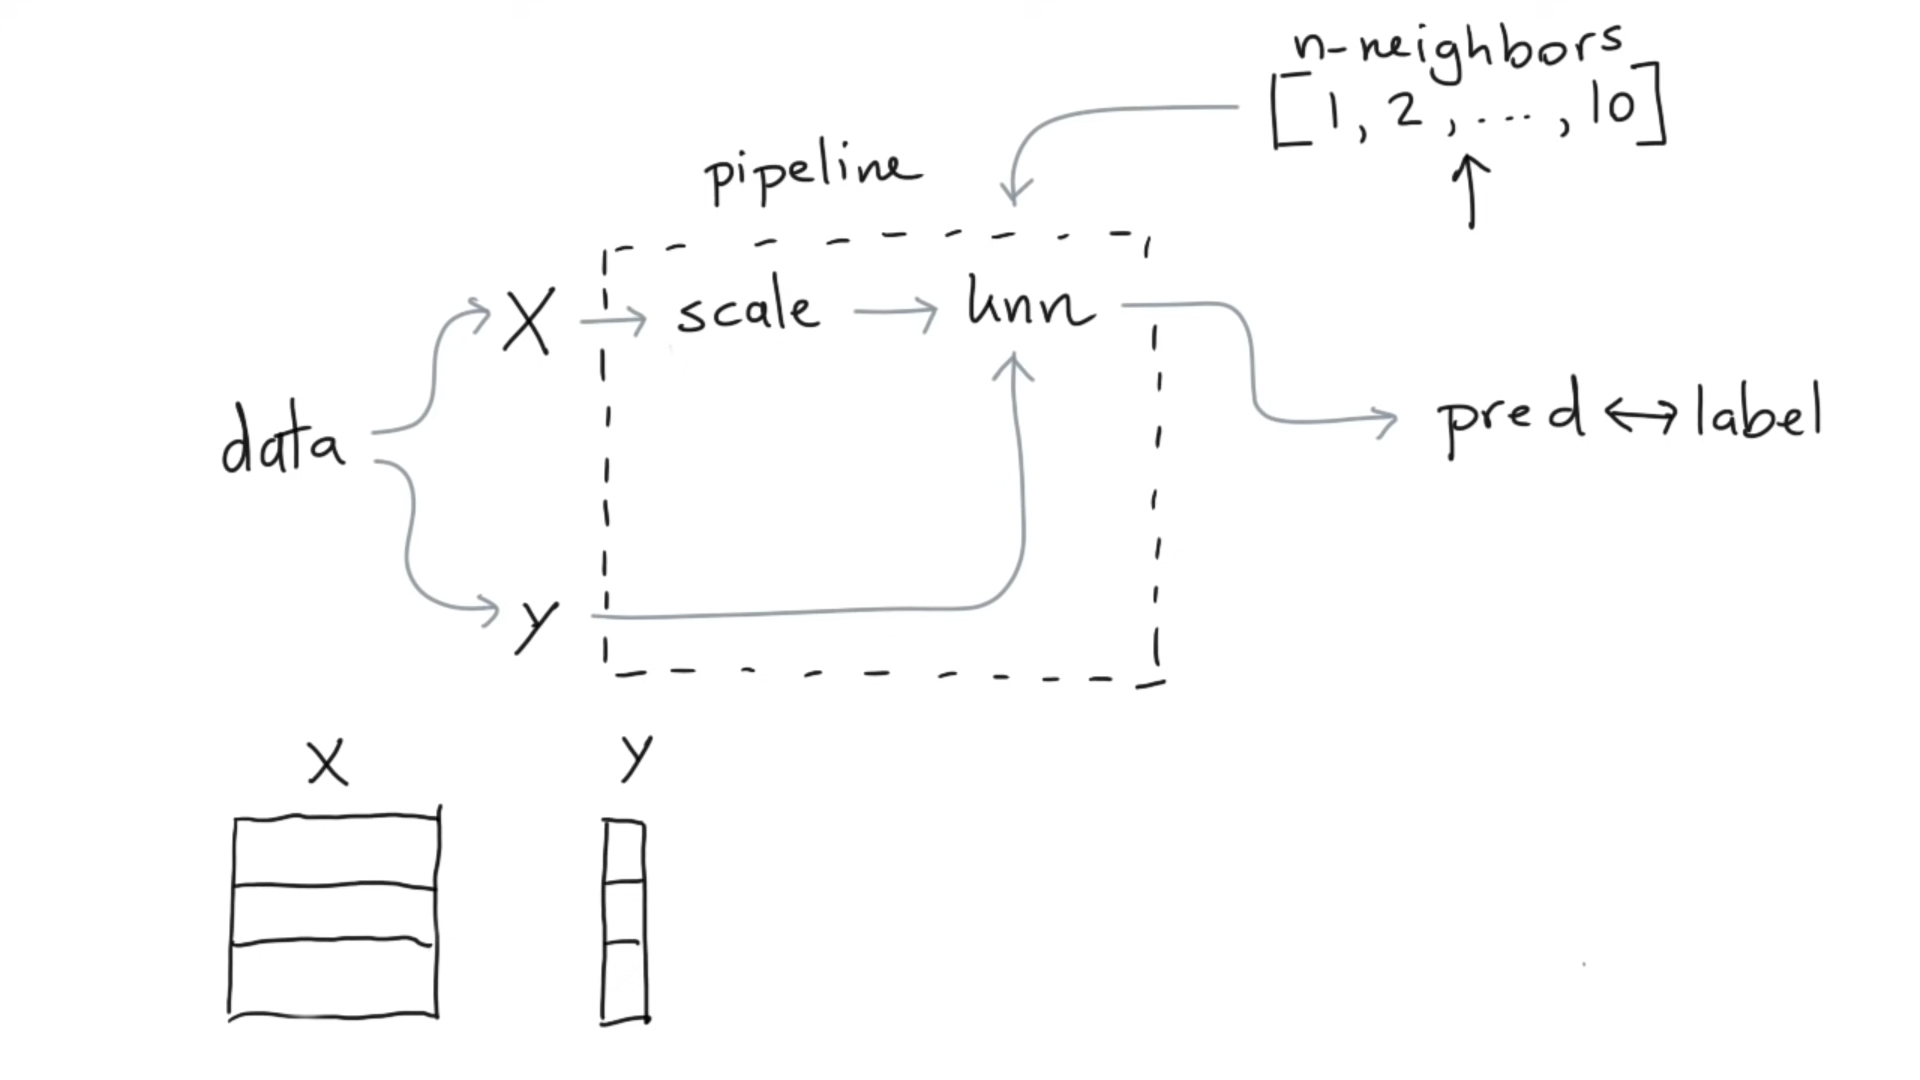 n-neighbors
[1, 2, ..., 10]
pipeline
X
scale
knn
data
pred ↔ label
y
X
y